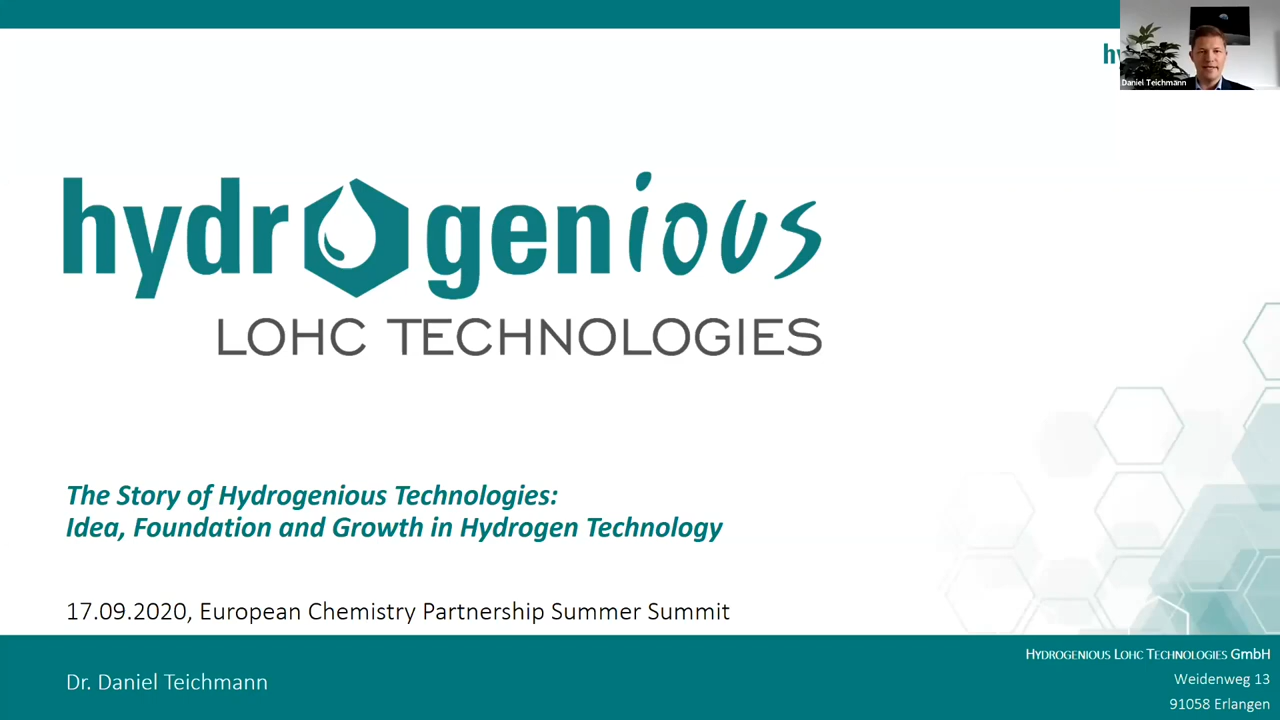 hy
Daniel Teichmann
hydrogenious
LOHC TECHNOLOGIES
The Story of Hydrogenious Technologies:
Idea, Foundation and Growth in Hydrogen Technology
17.09.2020, European Chemistry Partnership Summer Summit
Dr. Daniel Teichmann
HYDROGENIOUS LOHC TECHNOLOGIES GmbH
Weidenweg 13
91058 Erlangen